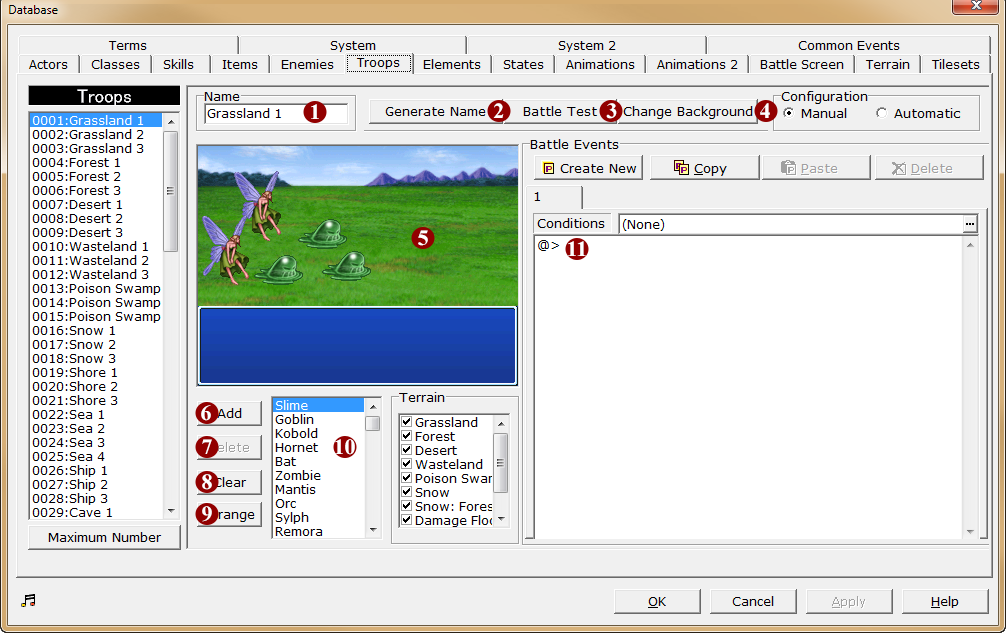 Database
Terms
System
System 2
Common Events
Actors
Classes
Skills
Items
Enemies
Troops
Elements
States
Animations
Animations 2
Battle Screen
Terrain
Tilesets
Troops
0001:Grassland 1
0002:Grassland 2
0003:Grassland 3
0004:Forest 1
0005:Forest 2
0006:Forest 3
0007:Desert 1
0008:Desert 2
0009:Desert 3
0010:Wasteland 1
0011:Wasteland 2
0012:Wasteland 3
0013:Poison Swamp
0014:Poison Swamp
0015:Poison Swamp
0016:Snow 1
0017:Snow 2
0018:Snow 3
0019:Shore 1
0020:Shore 2
0021:Shore 3
0022:Sea 1
0023:Sea 2
0024:Sea 3
0025:Sea 4
0026:Ship 1
0027:Ship 2
0028:Ship 3
0029:Cave 1
Maximum Number
Name
Grassland 1
1
Generate Name
2
Battle Test
3
Change Background
4
Configuration
Manual
Automatic
5
6
Add
7
elete
8
Clear
9
range
Slime
Goblin
Kobold
Hornet
Bat
Zombie
Mantis
Orc
Sylph
Remora
10
Terrain
Grassland
Forest
Desert
Wasteland
Poison Swar
Snow
Snow: Fores
Damage Floo
Battle Events
Create New
Copy
Paste
Delete
1
Conditions
(None)
...
@>
11
OK
Cancel
Apply
Help